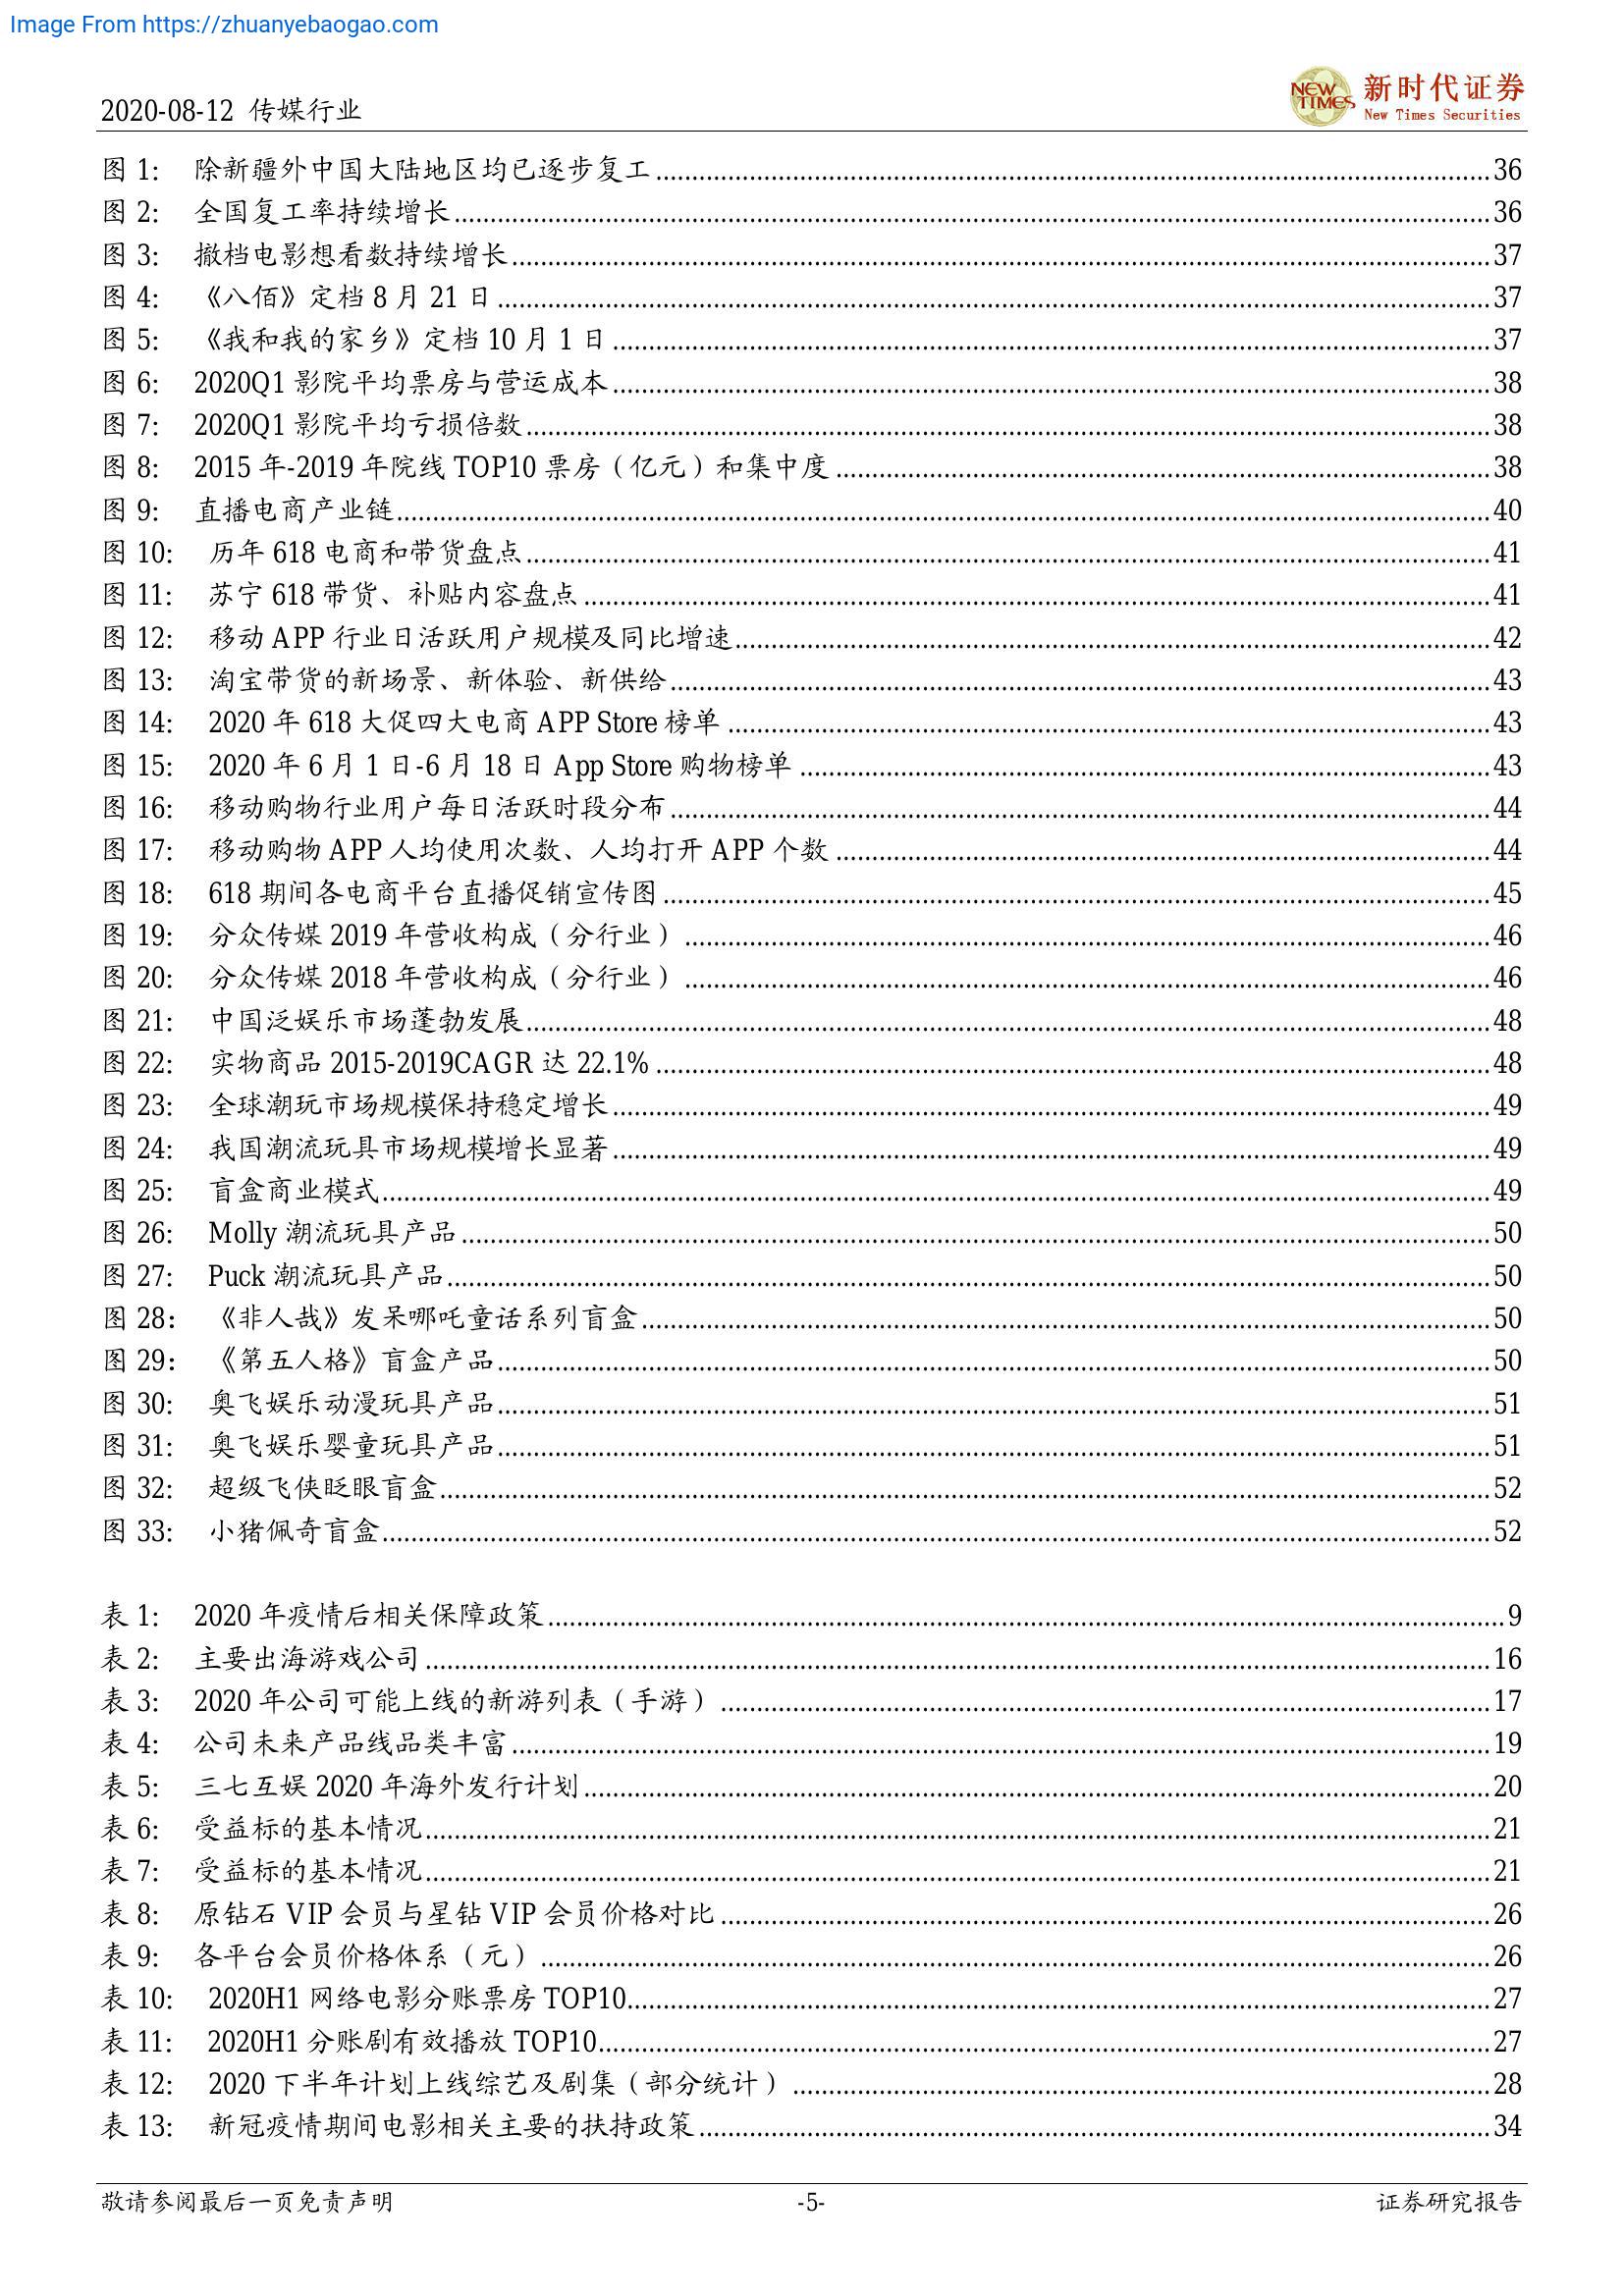 Image From https://zhuanyebaogao.com
2020-08-12 传媒行业
NEW TIMES 新时代证券
New Times Securities
图 1: 除新疆外中国大陆地区均已逐步复工 36
图 2: 全国复工率持续增长 36
图 3: 撤档电影想看数持续增长 37
图 4: 《八佰》定档 8 月 21 日 37
图 5: 《我和我的家乡》定档 10 月 1 日 37
图 6: 2020Q1 影院平均票房与营运成本 38
图 7: 2020Q1 影院平均亏损倍数 38
图 8: 2015 年-2019 年院线 TOP10 票房（亿元）和集中度 38
图 9: 直播电商产业链 40
图 10: 历年 618 电商和带货盘点 41
图 11: 苏宁 618 带货、补贴内容盘点 41
图 12: 移动 APP 行业日活跃用户规模及同比增速 42
图 13: 淘宝带货的新场景、新体验、新供给 43
图 14: 2020 年 618 大促四大电商 APP Store 榜单 43
图 15: 2020 年 6 月 1 日-6 月 18 日 App Store 购物榜单 43
图 16: 移动购物行业用户每日活跃时段分布 44
图 17: 移动购物 APP 人均使用次数、人均打开 APP 个数 44
图 18: 618 期间各电商平台直播促销宣传图 45
图 19: 分众传媒 2019 年营收构成（分行业） 46
图 20: 分众传媒 2018 年营收构成（分行业） 46
图 21: 中国泛娱乐市场蓬勃发展 48
图 22: 实物商品 2015-2019CAGR 达 22.1% 48
图 23: 全球潮玩市场规模保持稳定增长 49
图 24: 我国潮流玩具市场规模增长显著 49
图 25: 盲盒商业模式 49
图 26: Molly 潮流玩具产品 50
图 27: Puck 潮流玩具产品 50
图 28: 《非人哉》发呆哪吒童话系列盲盒 50
图 29: 《第五人格》盲盒产品 50
图 30: 奥飞娱乐动漫玩具产品 51
图 31: 奥飞娱乐婴童玩具产品 51
图 32: 超级飞侠眨眼盲盒 52
图 33: 小猪佩奇盲盒 52
表 1: 2020 年疫情后相关保障政策 9
表 2: 主要出海游戏公司 16
表 3: 2020 年公司可能上线的新游列表（手游） 17
表 4: 公司未来产品线品类丰富 19
表 5: 三七互娱 2020 年海外发行计划 20
表 6: 受益标的基本情况 21
表 7: 受益标的基本情况 21
表 8: 原钻石 VIP 会员与星钻 VIP 会员价格对比 26
表 9: 各平台会员价格体系（元） 26
表 10: 2020H1 网络电影分账票房 TOP10 27
表 11: 2020H1 分账剧有效播放 TOP10 27
表 12: 2020 下半年计划上线综艺及剧集（部分统计） 28
表 13: 新冠疫情期间电影相关主要的扶持政策 34
敬请参阅最后一页免责声明 -5- 证券研究报告